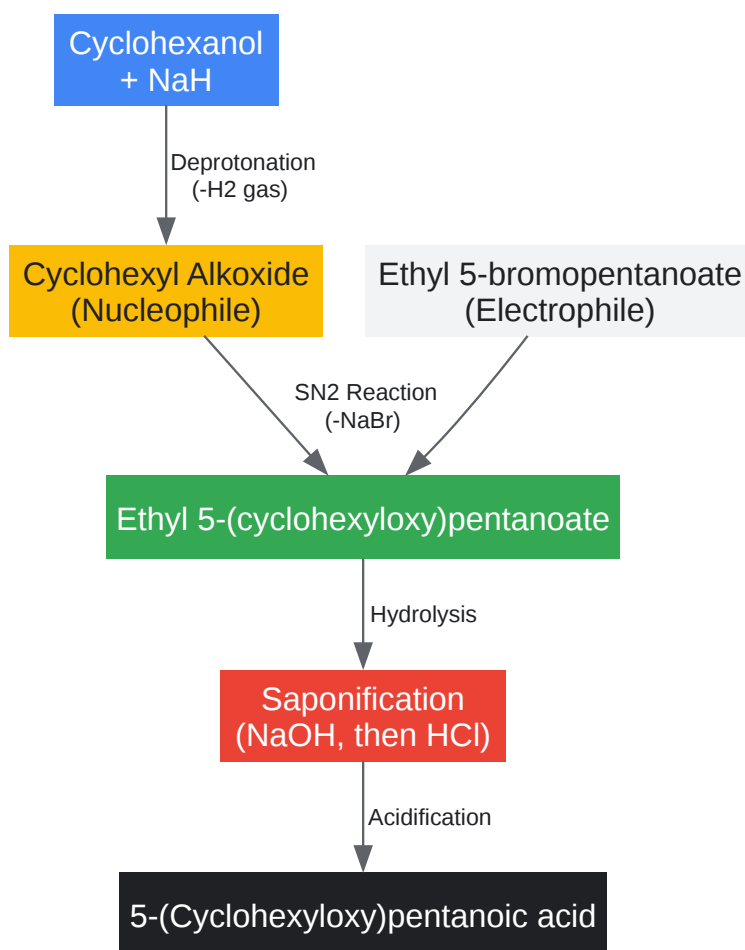 Cyclohexanol
+ NaH
Deprotonation
(-H2 gas)
Cyclohexyl Alkoxide
(Nucleophile)
Ethyl 5-bromopentanoate
(Electrophile)
SN2 Reaction
(-NaBr)
Ethyl 5-(cyclohexyloxy)pentanoate
Hydrolysis
Saponification
(NaOH, then HCl)
Acidification
5-(Cyclohexyloxy)pentanoic acid